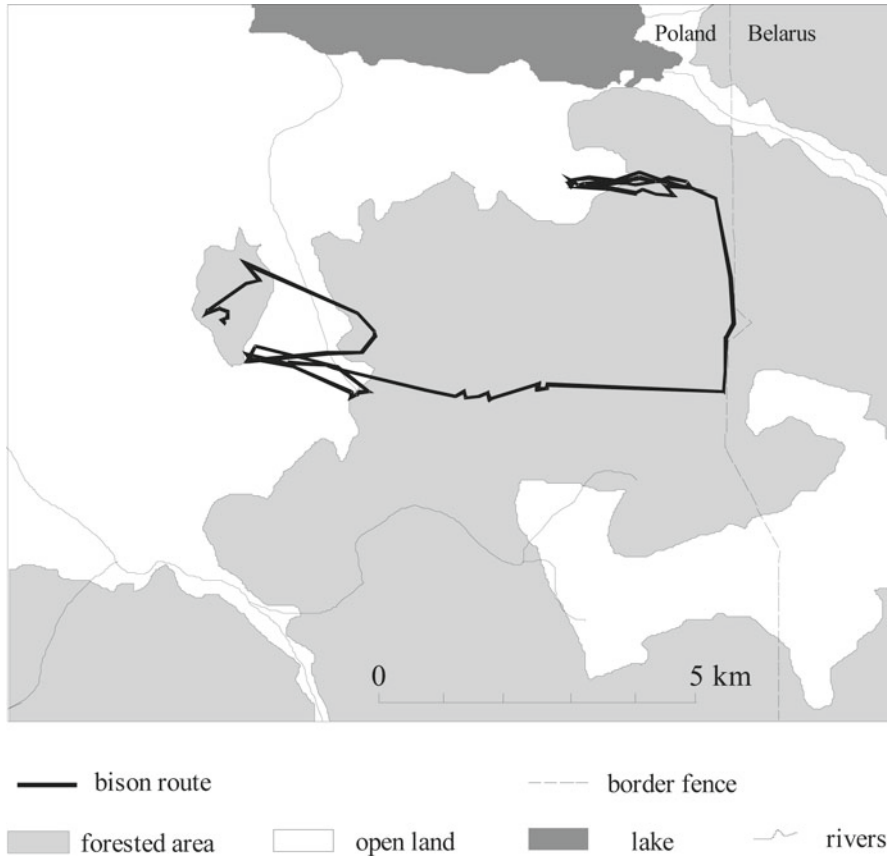 Poland Belarus
0 5 km
bison route border fence
forested area open land lake rivers